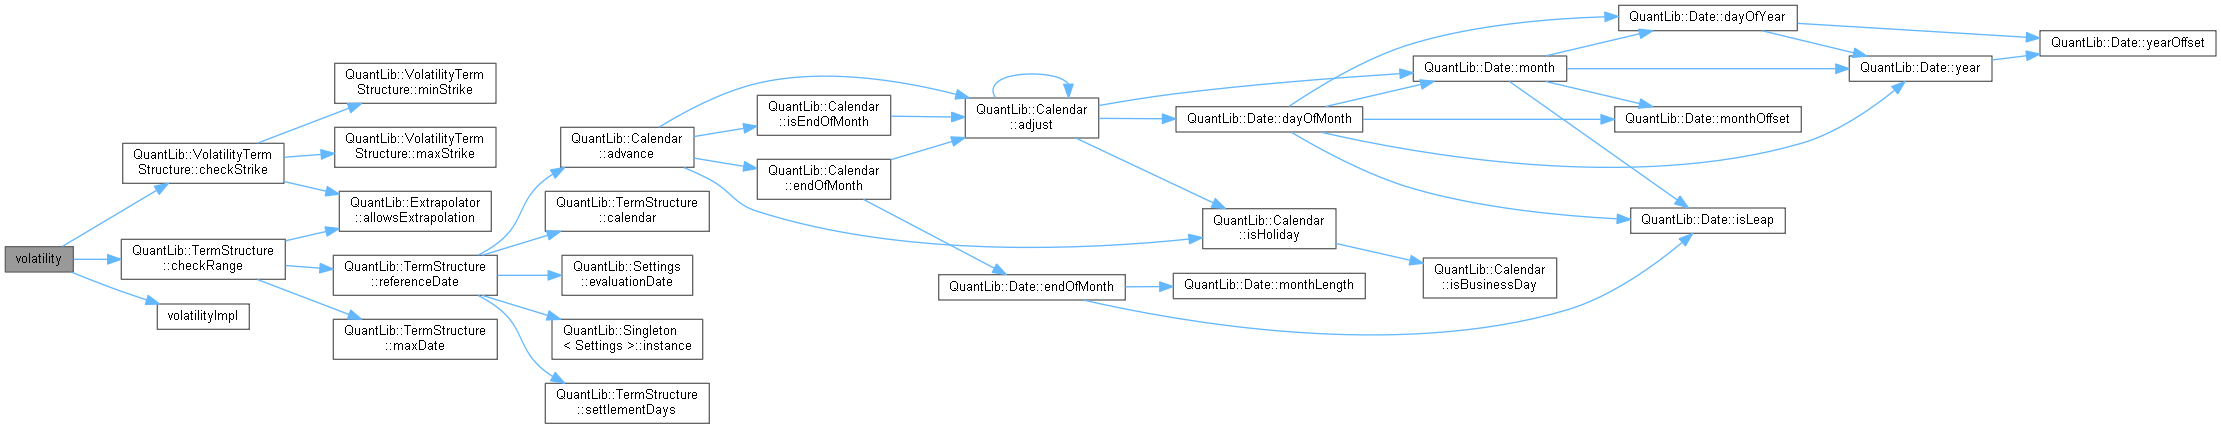 volatility
QuantLib::VolatilityTerm
Structure::checkStrike
QuantLib::TermStructure
::checkRange
volatilityImpl
QuantLib::VolatilityTerm
Structure::minStrike
QuantLib::VolatilityTerm
Structure::maxStrike
QuantLib::Extrapolator
::allowsExtrapolation
QuantLib::TermStructure
::referenceDate
QuantLib::TermStructure
::maxDate
QuantLib::Calendar
::advance
QuantLib::TermStructure
::calendar
QuantLib::Settings
::evaluationDate
QuantLib::Singleton
< Settings >::instance
QuantLib::TermStructure
::settlementDays
QuantLib::Calendar
::isEndOfMonth
QuantLib::Calendar
::endOfMonth
QuantLib::Calendar
::adjust
QuantLib::Date::endOfMonth
QuantLib::Date::dayOfMonth
QuantLib::Calendar
::isHoliday
QuantLib::Date::monthLength
QuantLib::Date::month
QuantLib::Calendar
::isBusinessDay
QuantLib::Date::dayOfYear
QuantLib::Date::monthOffset
QuantLib::Date::isLeap
QuantLib::Date::year
QuantLib::Date::yearOffset